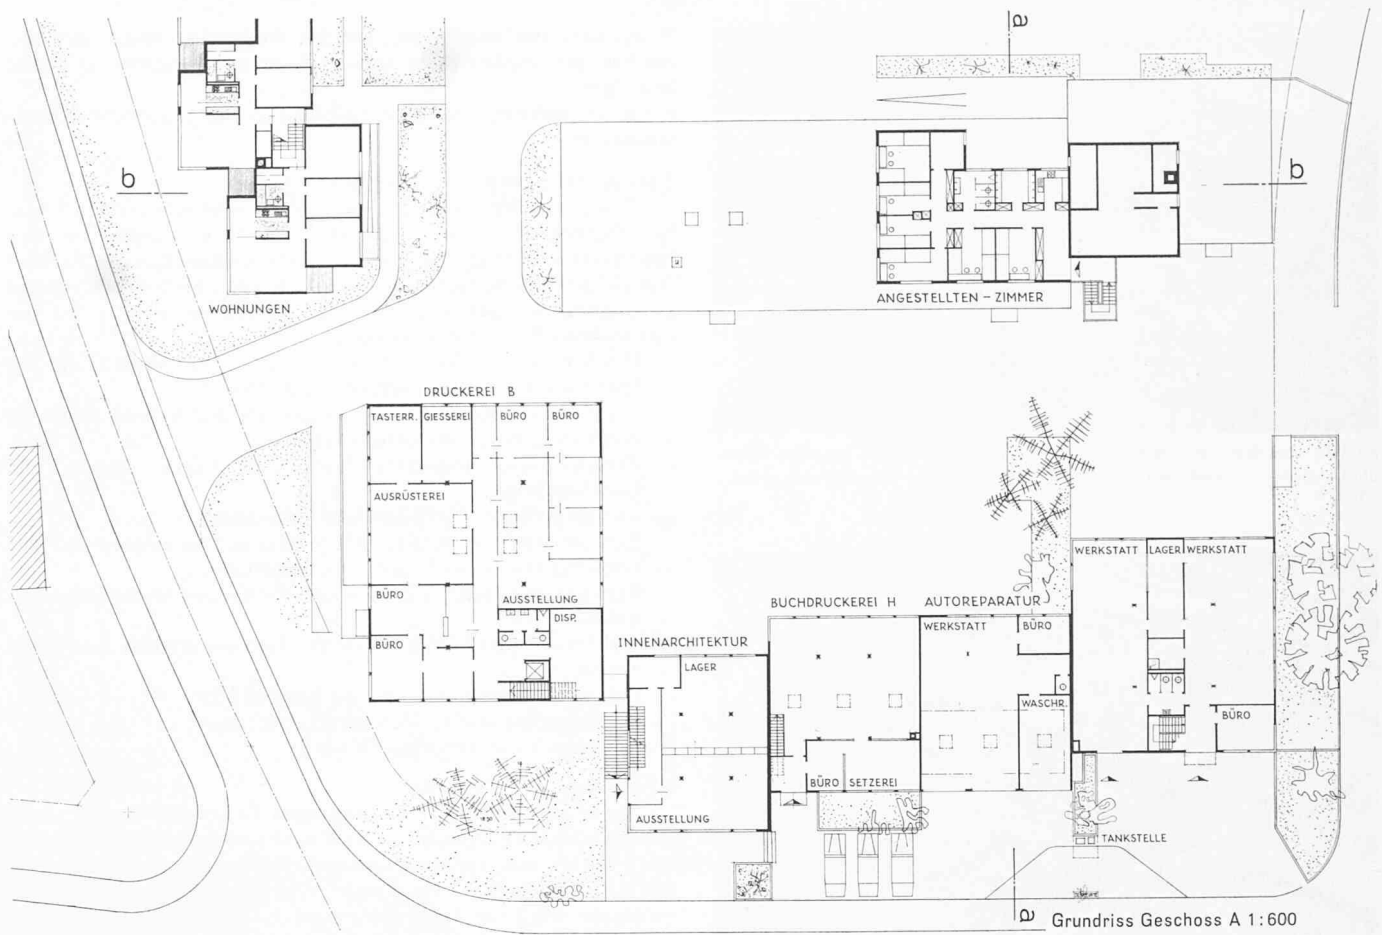 a
b
b
WOHNUNGEN
ANGESTELLTEN – ZIMMER
DRUCKEREI B
TASTERR. GIESSEREI BÜRO BÜRO
AUSRÜSTEREI
WERKSTATT LAGER WERKSTATT
BÜRO
AUSSTELLUNG
BUCHDRUCKEREI H AUTOREPARATUR
DISP.
WERKSTATT BÜRO
BÜRO
INNENARCHITEKTUR
LAGER
WASCHR.
BÜRO
BÜRO SETZEREI
AUSSTELLUNG
TANKSTELLE
a
Grundriss Geschoss A 1:600